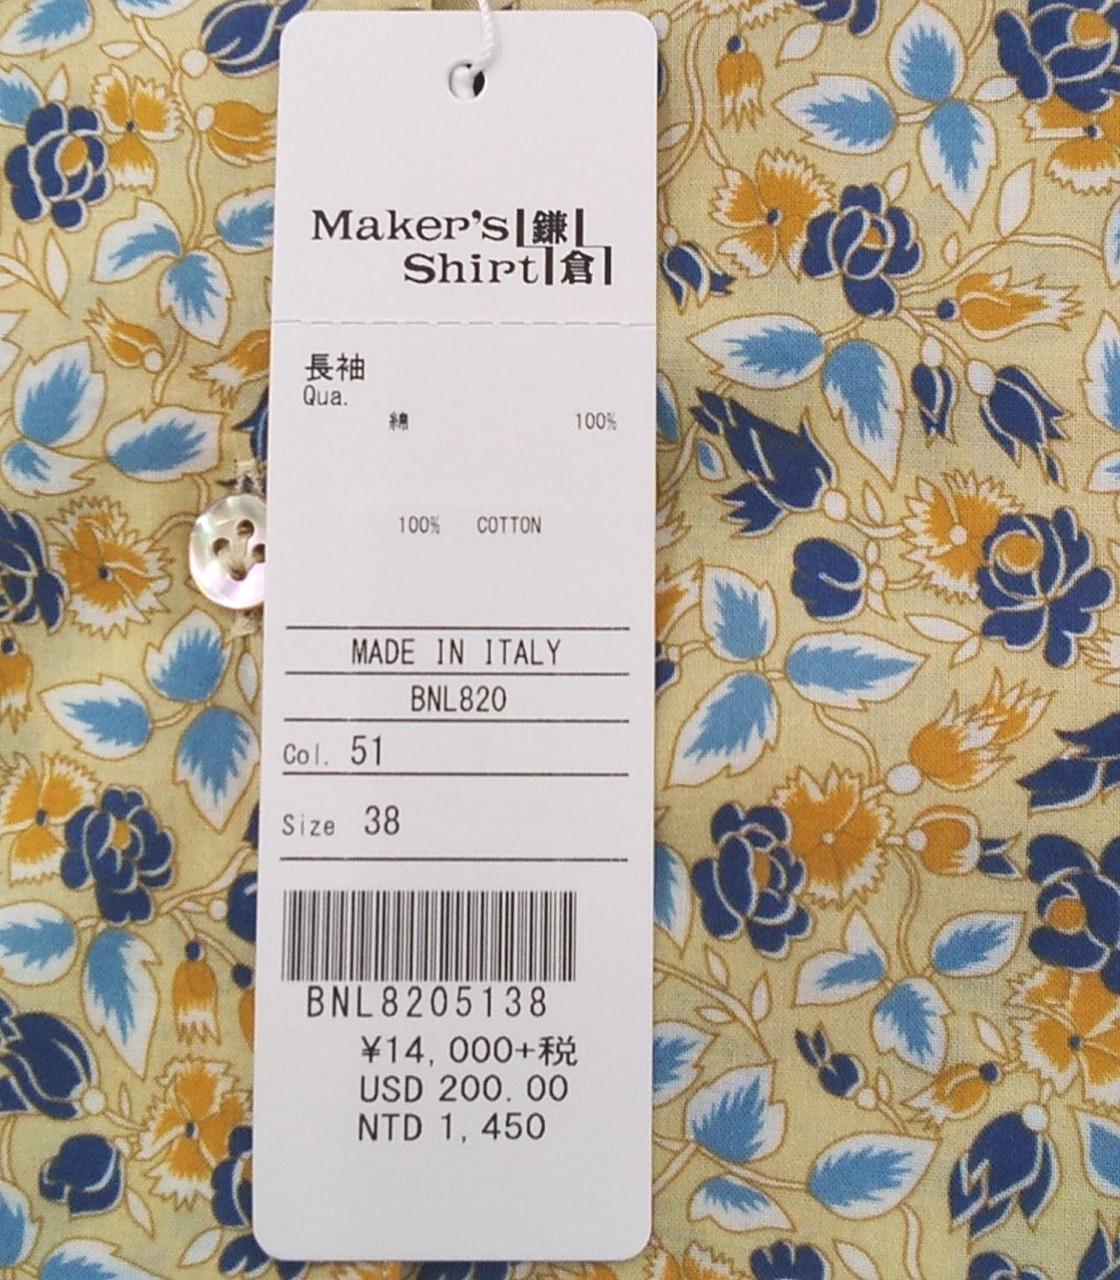 Maker's 鎌
Shirt 倉
長袖
Qua.
綿 100%
100% COTTON
MADE IN ITALY
BNL820
Col. 51
Size 38
BNL8205138
¥14,000+税
USD 200.00
NTD 1,450